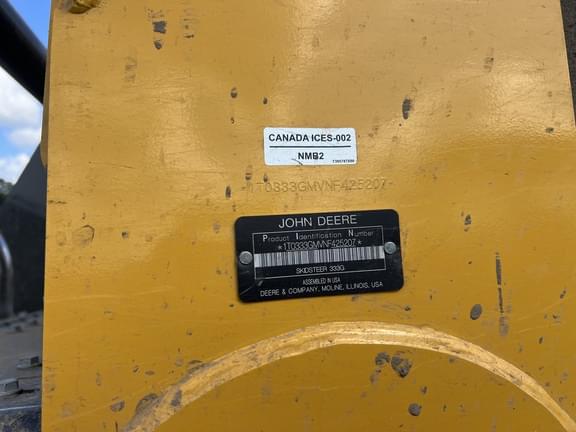 CANADA ICES-002
NMB2
1T0333GMVNF425207
JOHN DEERE
Product Identification Number
*1T0333GMVNF425207*
SKIDSTEER 333G
ASSEMBLED IN USA
DEERE & COMPANY, MOLINE, ILLINOIS, USA